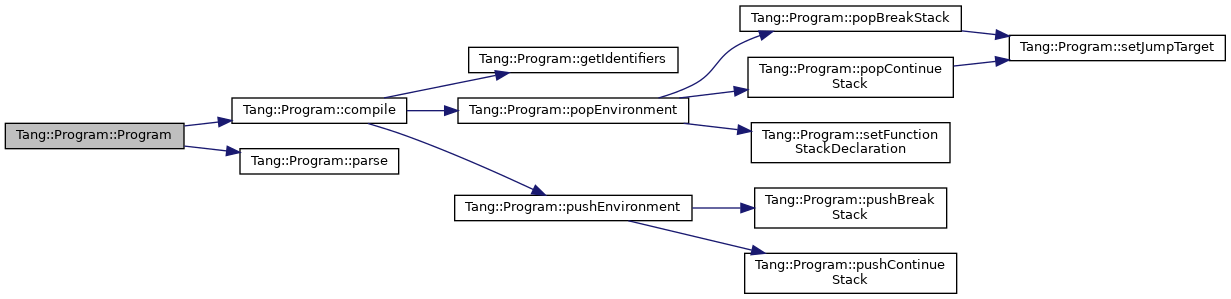 Tang::Program::Program
Tang::Program::compile
Tang::Program::parse
Tang::Program::getIdentifiers
Tang::Program::popEnvironment
Tang::Program::pushEnvironment
Tang::Program::popBreakStack
Tang::Program::popContinue
Stack
Tang::Program::setFunction
StackDeclaration
Tang::Program::pushBreak
Stack
Tang::Program::pushContinue
Stack
Tang::Program::setJumpTarget